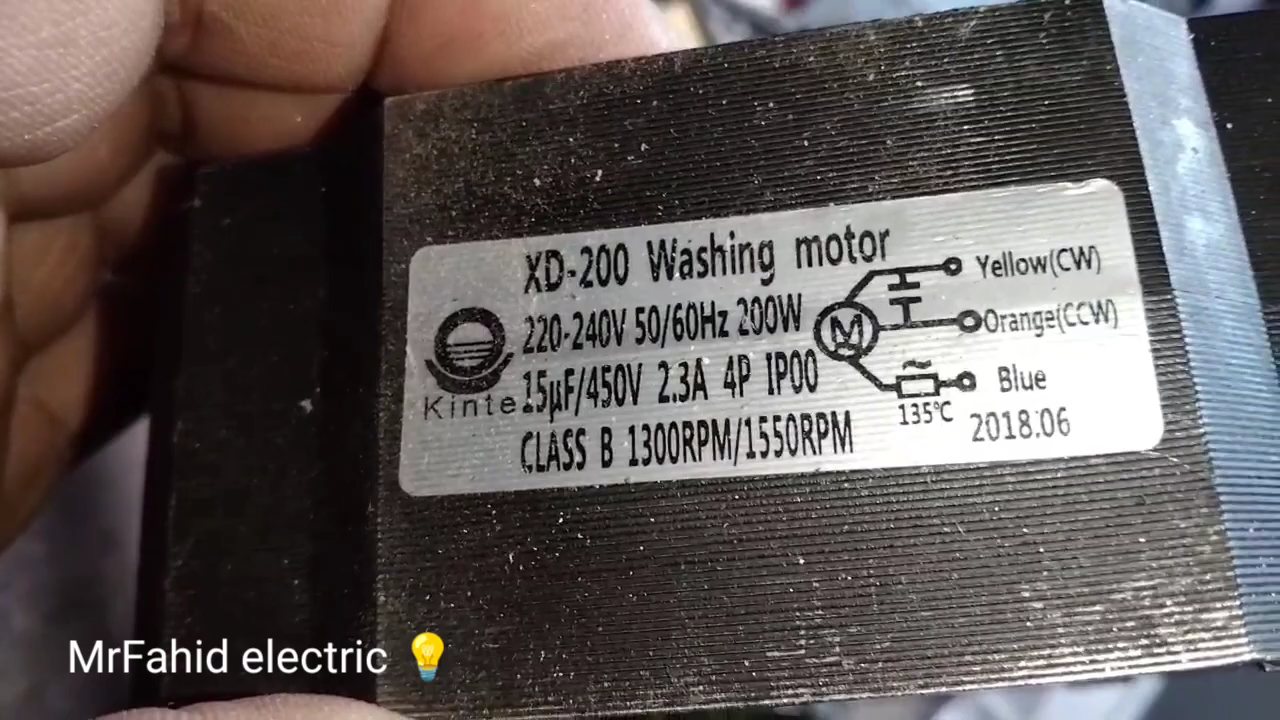 XD-200 Washing motor
220-240V 50/60Hz 200W
15µF/450V 2.3A 4P IP00
CLASS B 1300RPM/1550RPM
Kinte
M
Yellow(CW)
Orange(CCW)
Blue
135℃
2018.06
MrFahid electric 💡